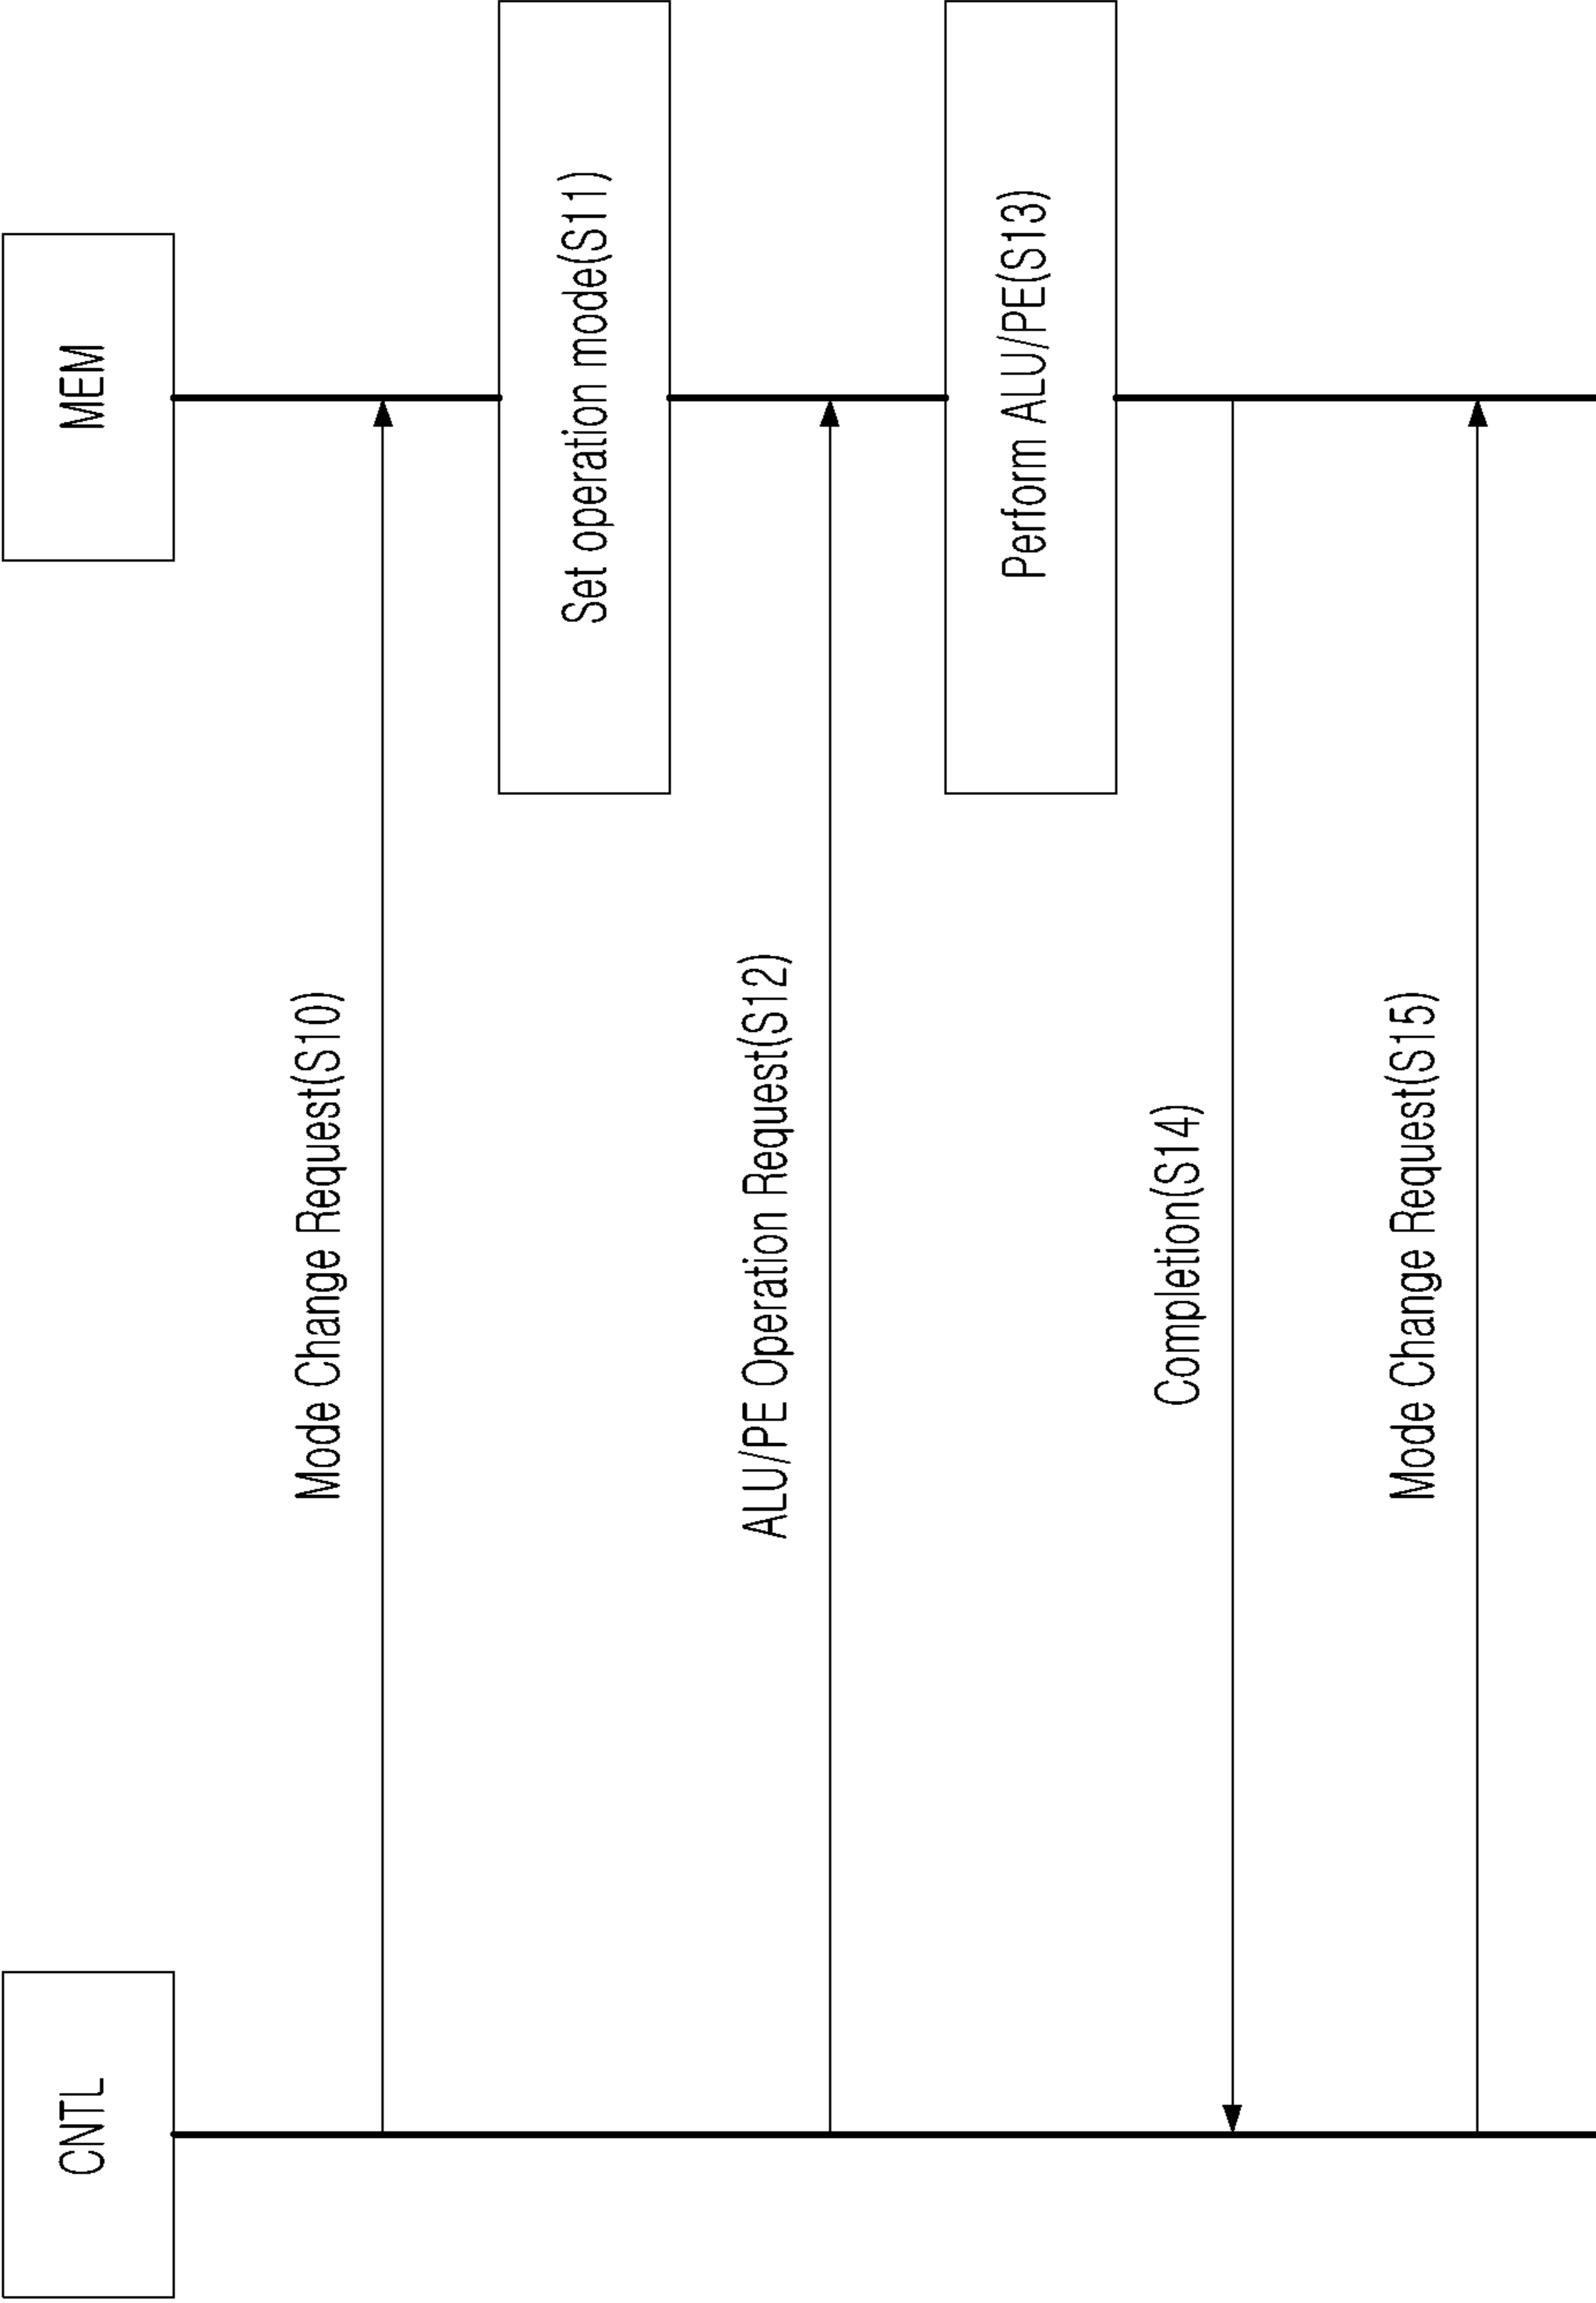 CNTL
MEM
Mode Change Request(S10)
Set operation mode(S11)
ALU/PE Operation Request(S12)
Perform ALU/PE(S13)
Completion(S14)
Mode Change Request(S15)